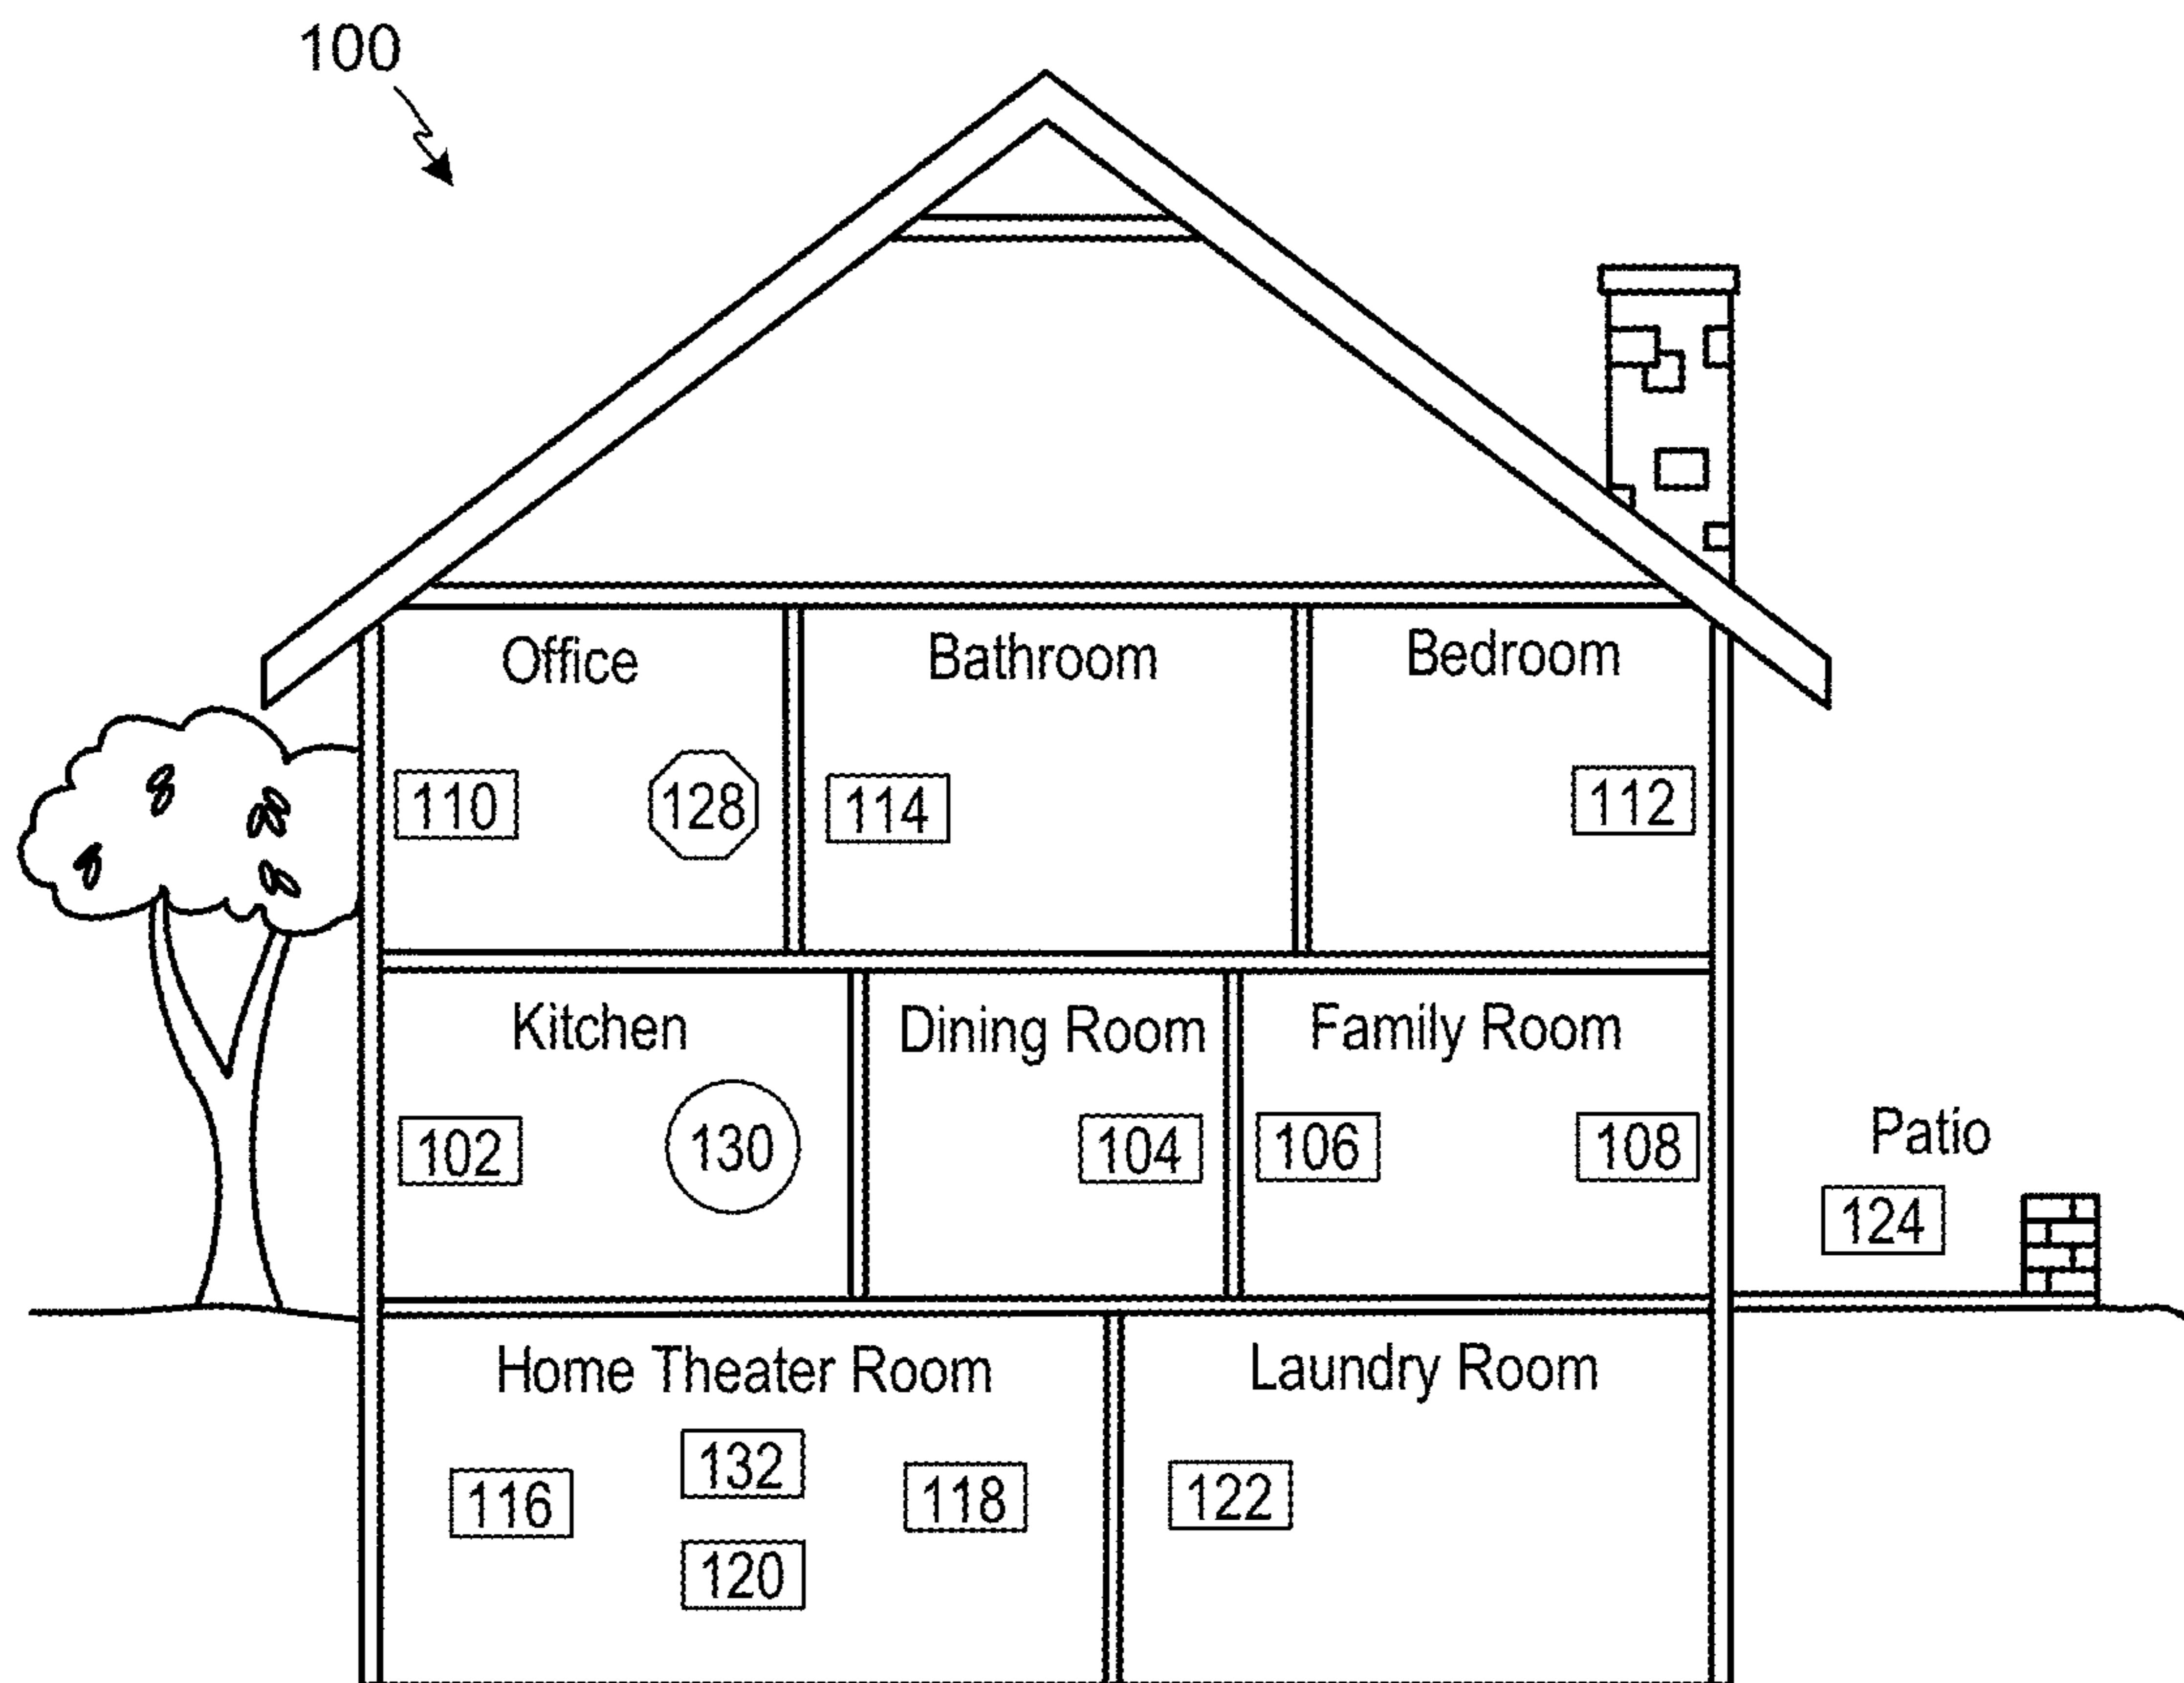 100
Office
Bathroom
Bedroom
110
128
114
112
Kitchen
Dining Room
Family Room
Patio
102
130
104
106
108
124
Home Theater Room
Laundry Room
132
116
118
122
120